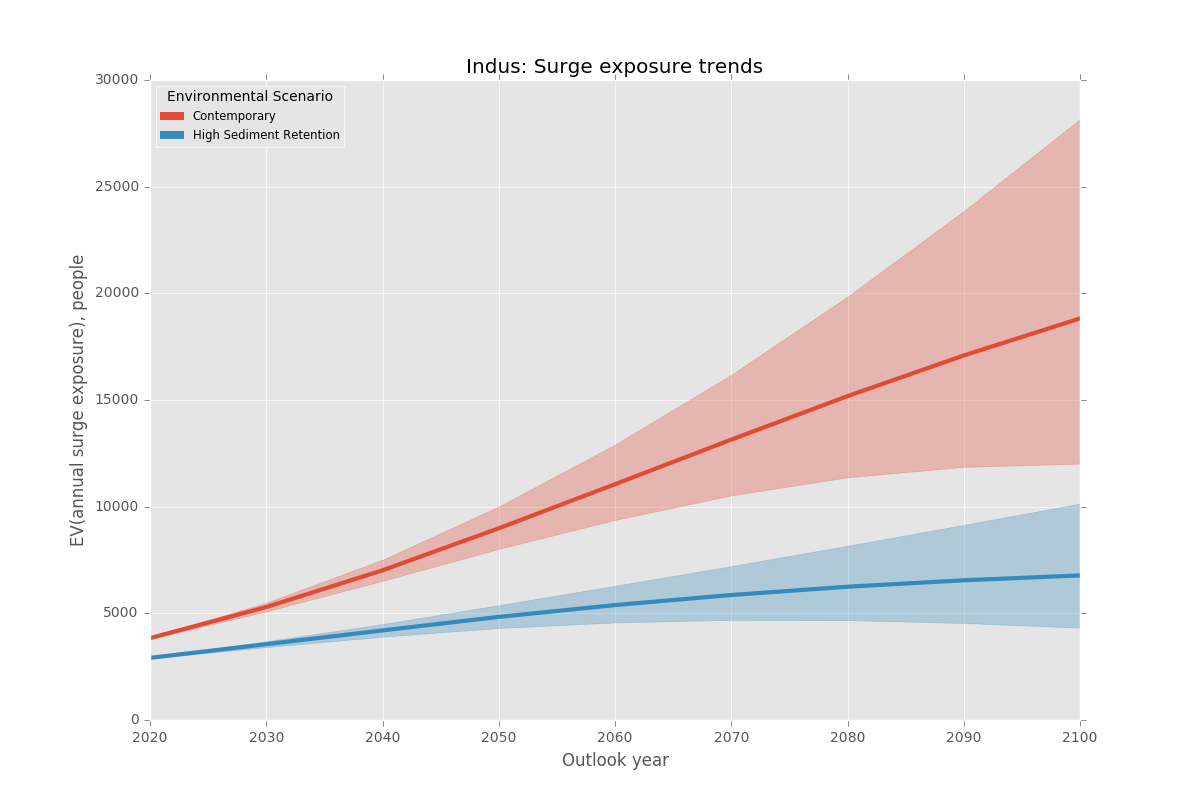 Indus: Surge exposure trends
Environmental Scenario
Contemporary
High Sediment Retention
EV(annual surge exposure), people
30000
25000
20000
15000
10000
5000
0
2020 2030 2040 2050 2060 2070 2080 2090 2100
Outlook year